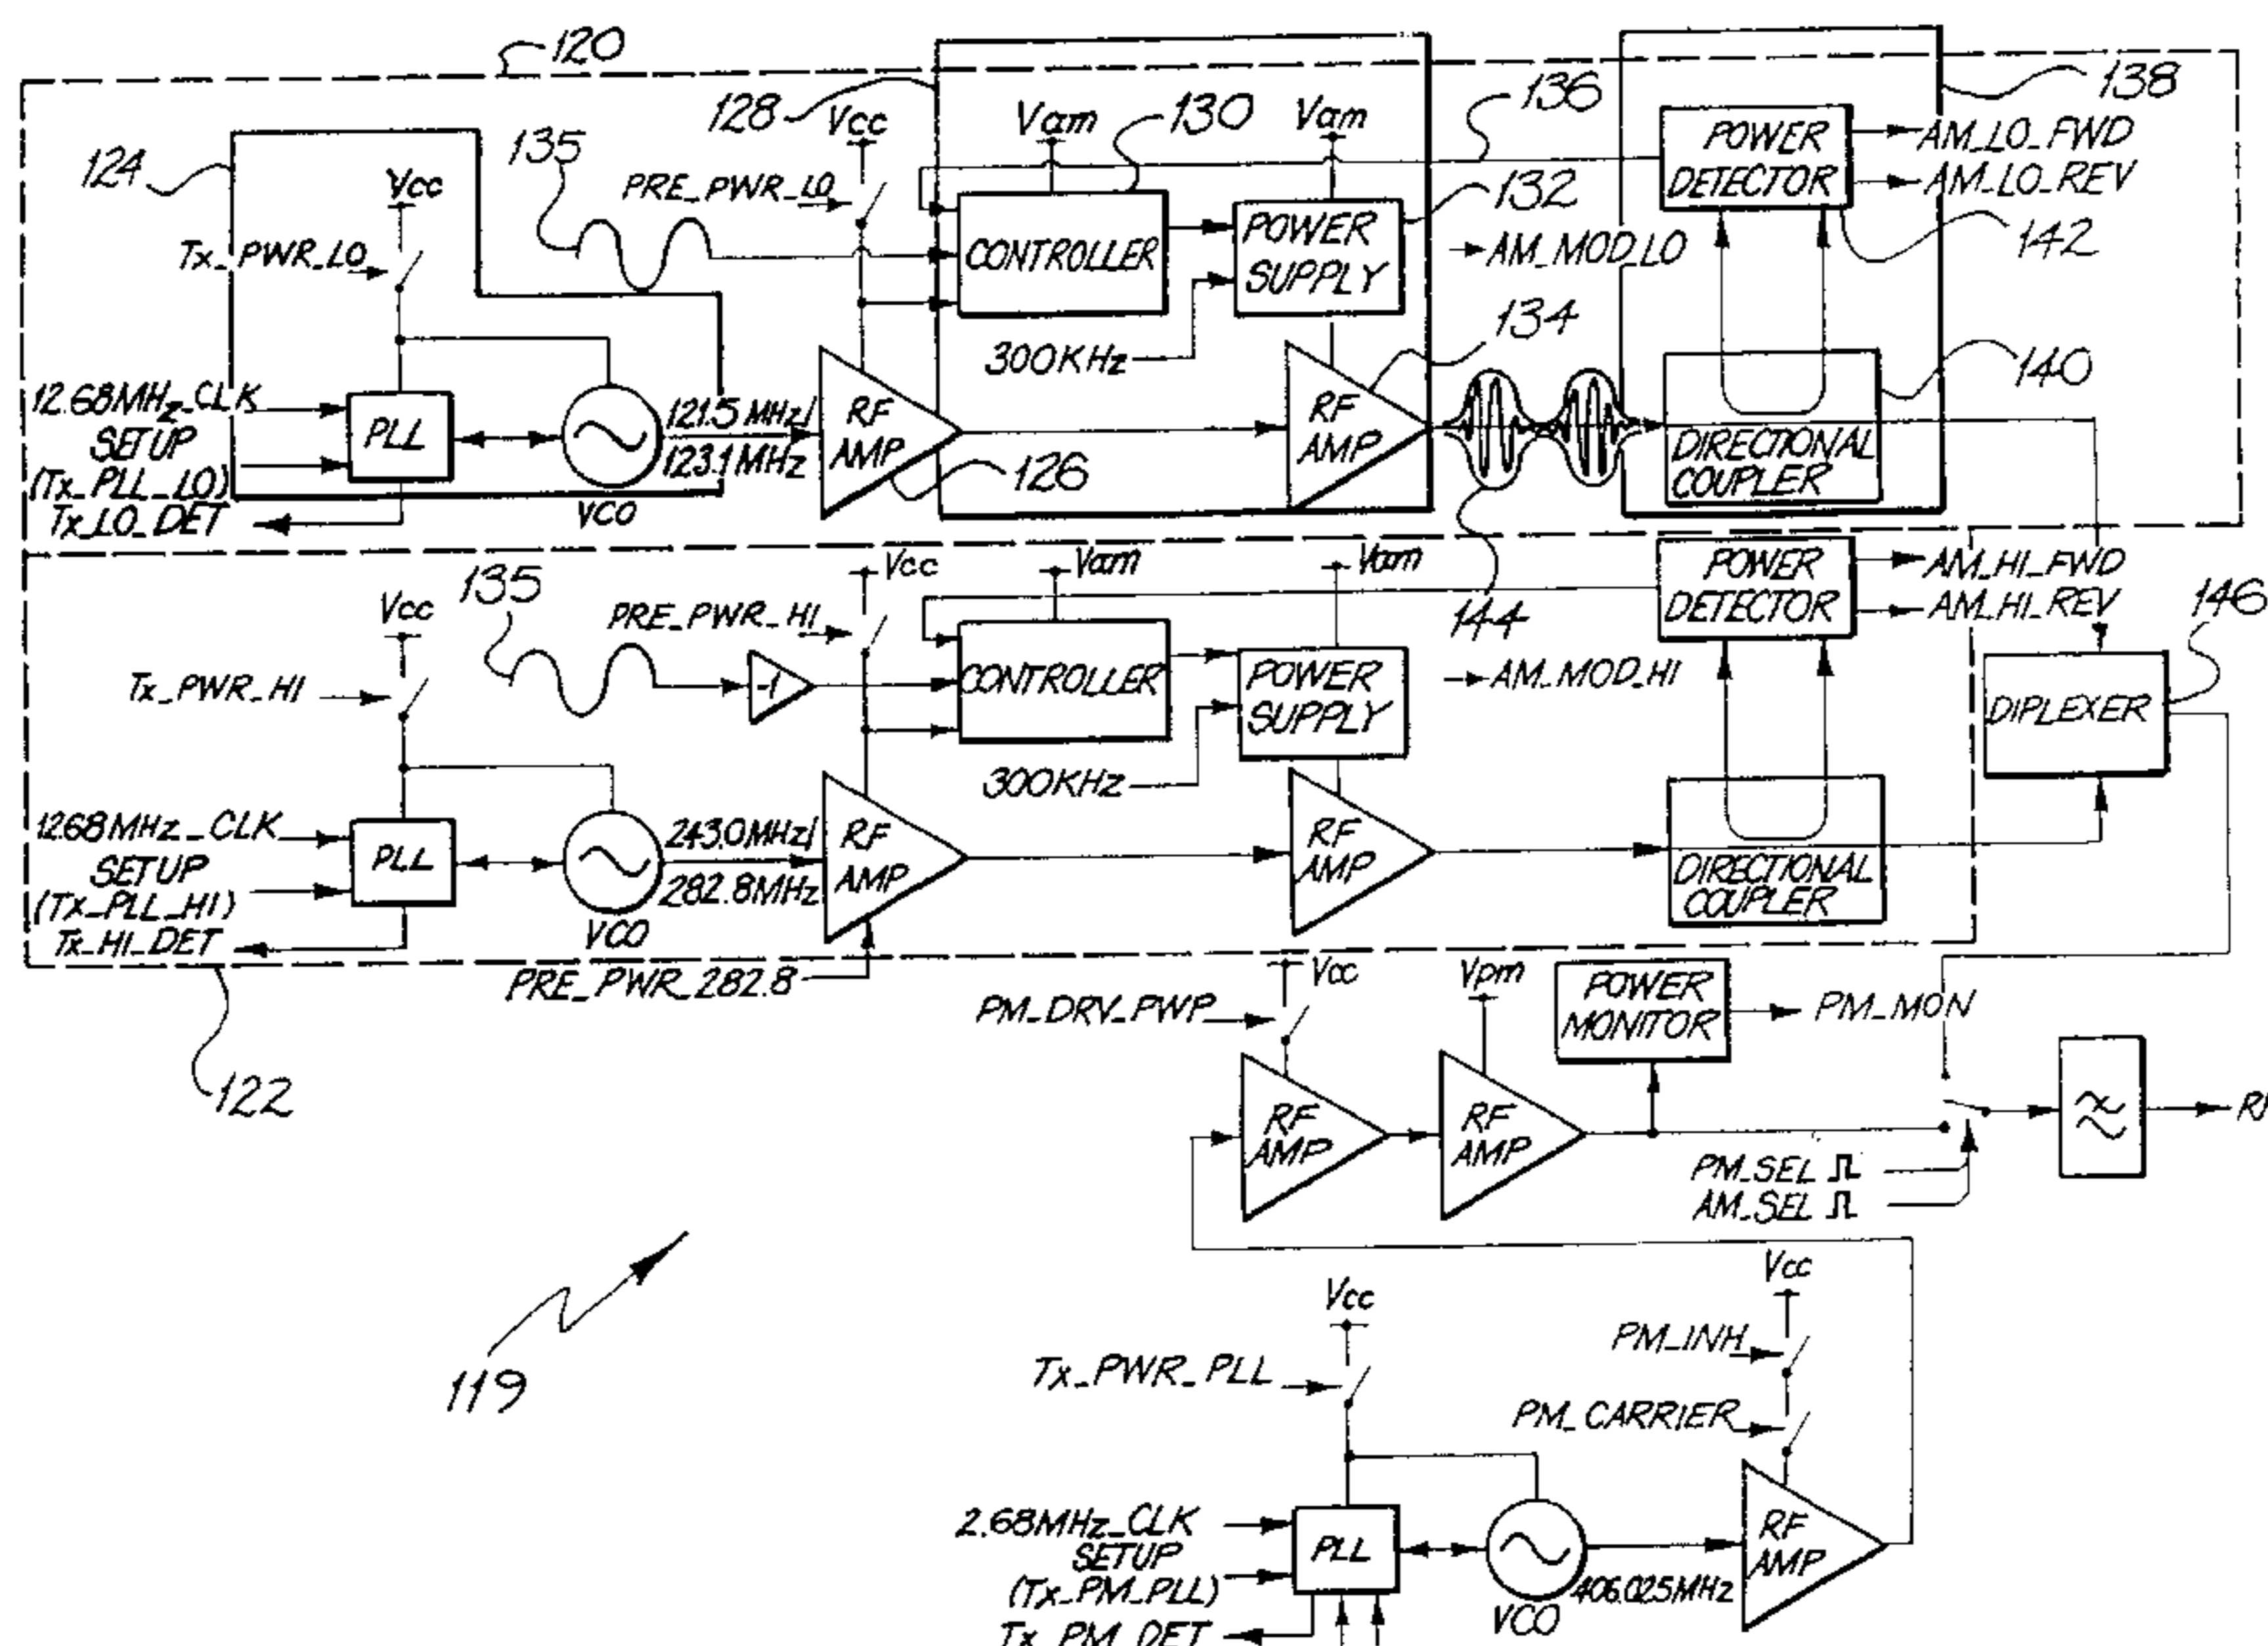 120
128
Vcc
Vam
130
Vam
136
138
124
Vcc
135
PRE_PWR_LO
POWER
DETECTOR
AM_LO_FWD
AM_LO_REV
132
142
Tx_PWR_LO
CONTROLLER
POWER
SUPPLY
AM_MOD_LO
300KHz
134
140
12.68MHz_CLK
SETUP
(Tx_PLL_LO)
Tx_LO_DET
PLL
VCO
121.5 MHz/
123.1 MHz
RF
AMP
126
RF
AMP
DIRECTIONAL
COUPLER
144
135
Vcc
Vcc
PRE_PWR_HI
Vam
Vam
POWER
DETECTOR
AM_HI_FWD
AM_HI_REV
146
Tx_PWR_HI
-1
CONTROLLER
POWER
SUPPLY
AM_MOD_HI
DIPLEXER
300KHz
12.68MHz_CLK
SETUP
(Tx_PLL_HI)
Tx_HI_DET
PLL
VCO
243.0MHz/
282.8MHz
RF
AMP
RF
AMP
DIRECTIONAL
COUPLER
PRE_PWR_282.8
122
PM_DRV_PWP
Vcc
Vpm
POWER
MONITOR
PM_MON
RF
AMP
RF
AMP
PM_SEL
AM_SEL
119
Vcc
Tx_PWR_PLL
Vcc
PM_INH
PM_CARRIER
2.68MHz_CLK
SETUP
(Tx_PM_PLL)
Tx_PM_DET
PLL
VCO
406.025MHz
RF
AMP